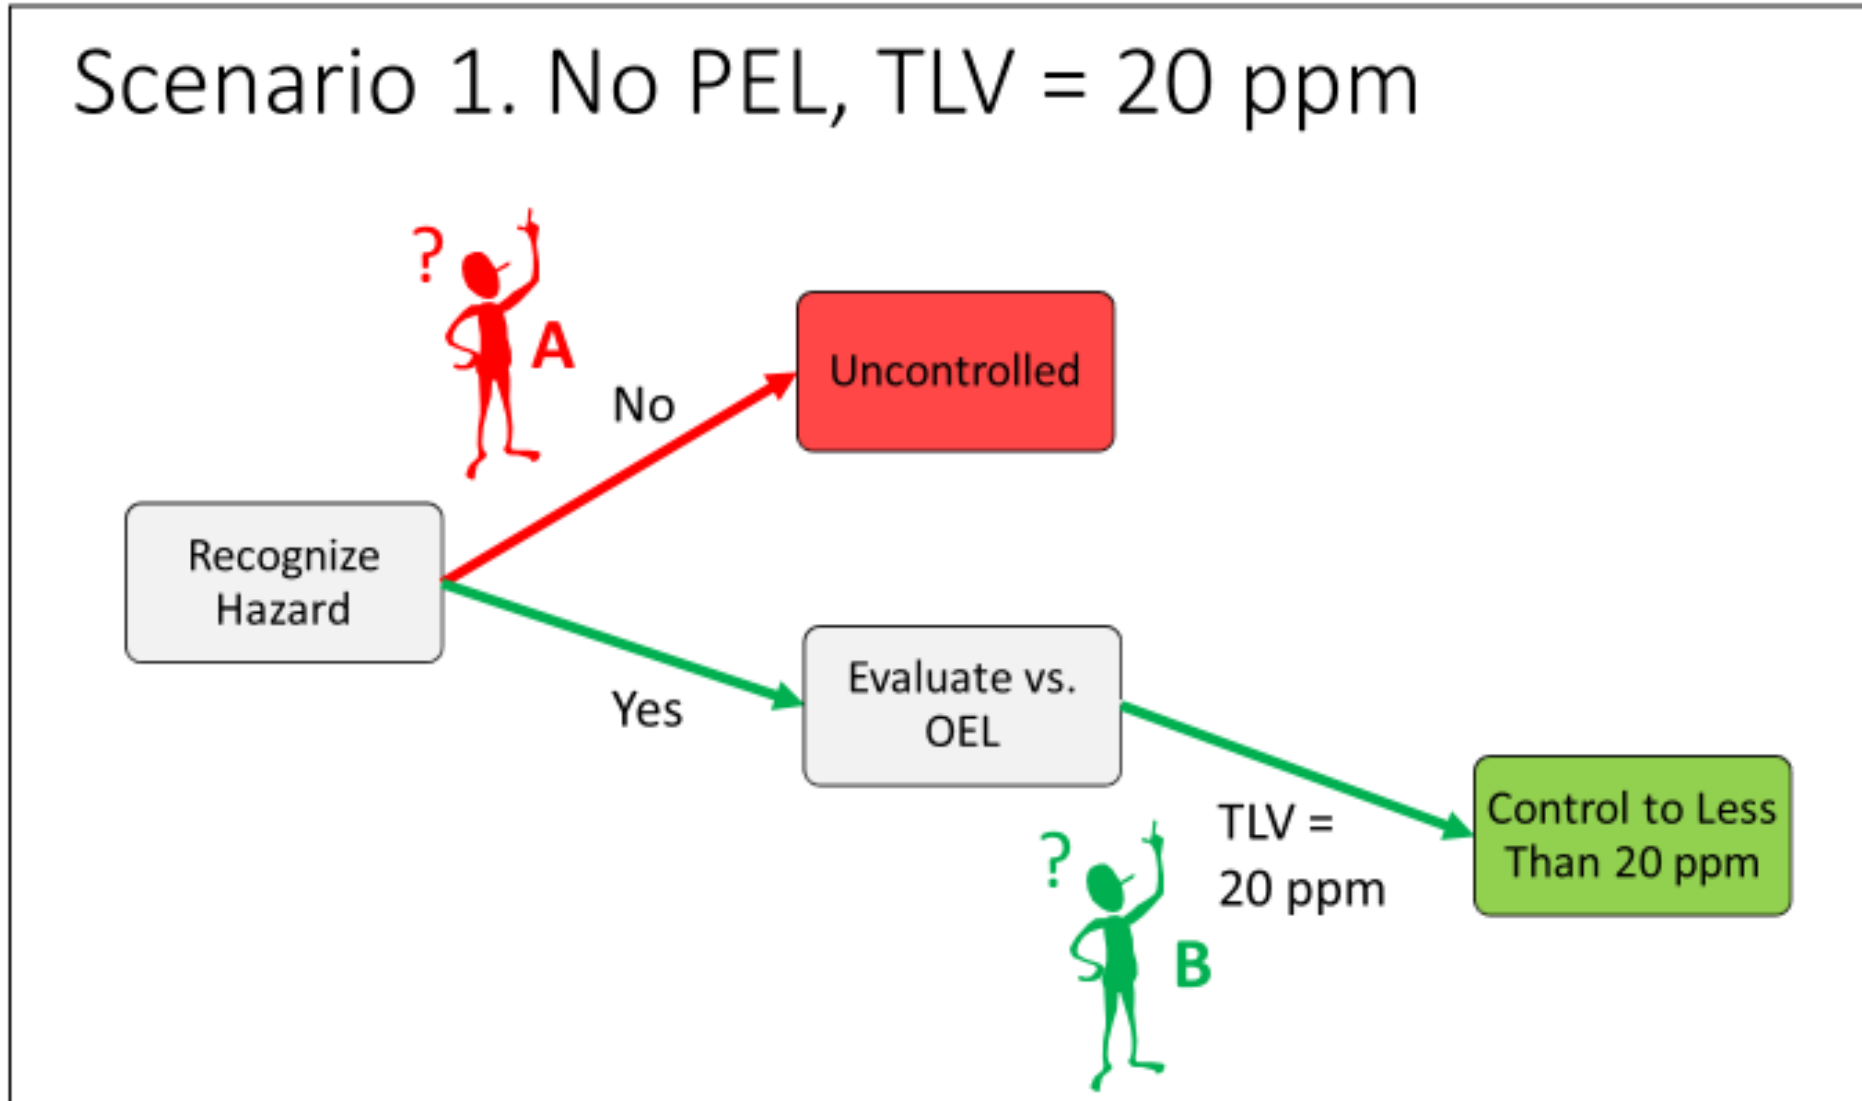 Scenario 1. No PEL, TLV = 20 ppm
?
A
No
Uncontrolled
Recognize
Hazard
Yes
Evaluate vs.
OEL
?
B
TLV =
20 ppm
Control to Less
Than 20 ppm